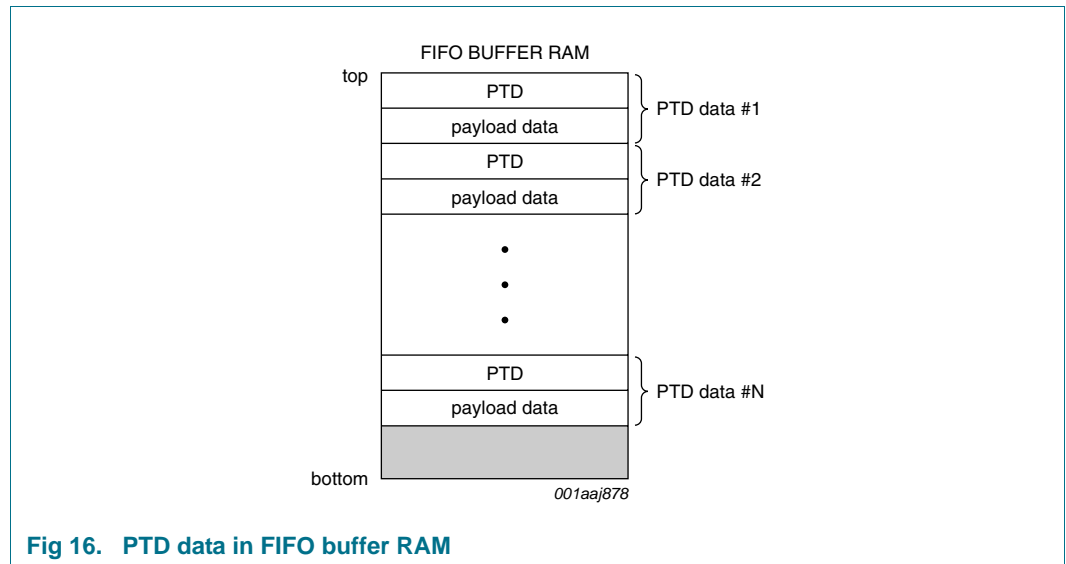 FIFO BUFFER RAM
top
PTD
payload data
PTD data #1
PTD
payload data
PTD data #2
PTD
payload data
PTD data #N
bottom
001aaj878
Fig 16. PTD data in FIFO buffer RAM